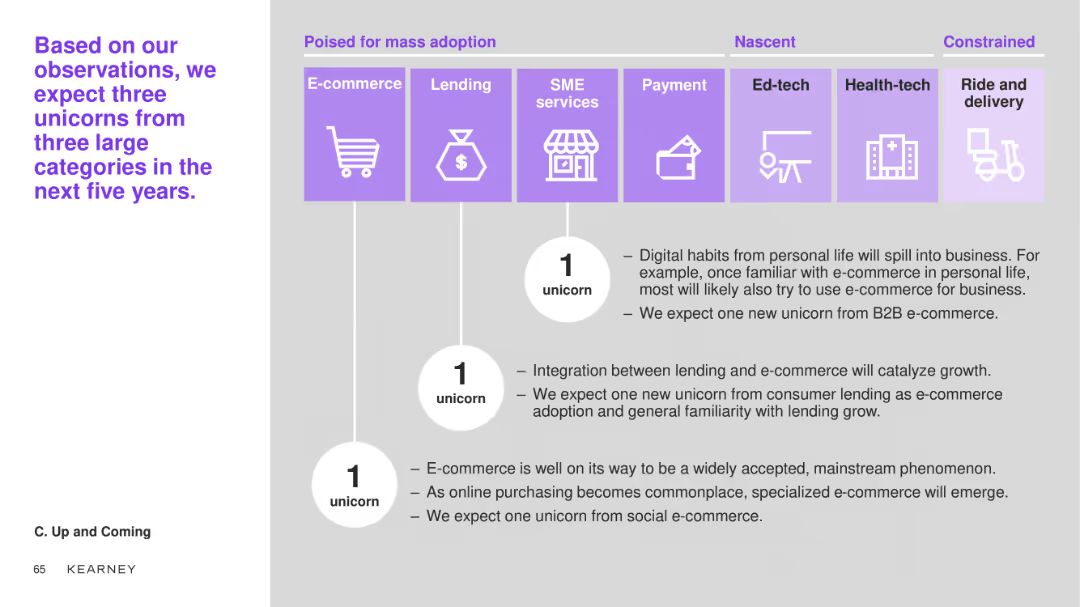 Based on our
observations, we
expect three
unicorns from
three large
categories in the
next five years.
Poised for mass adoption
Nascent
Constrained
E-commerce
Lending
SME
services
Payment
Ed-tech
Health-tech
Ride and
delivery
$
1
unicorn
– Digital habits from personal life will spill into business. For
example, once familiar with e-commerce in personal life,
most will likely also try to use e-commerce for business.
– We expect one new unicorn from B2B e-commerce.
1
unicorn
– Integration between lending and e-commerce will catalyze growth.
– We expect one new unicorn from consumer lending as e-commerce
adoption and general familiarity with lending grow.
1
unicorn
– E-commerce is well on its way to be a widely accepted, mainstream phenomenon.
– As online purchasing becomes commonplace, specialized e-commerce will emerge.
– We expect one unicorn from social e-commerce.
C. Up and Coming
65 KEARNEY